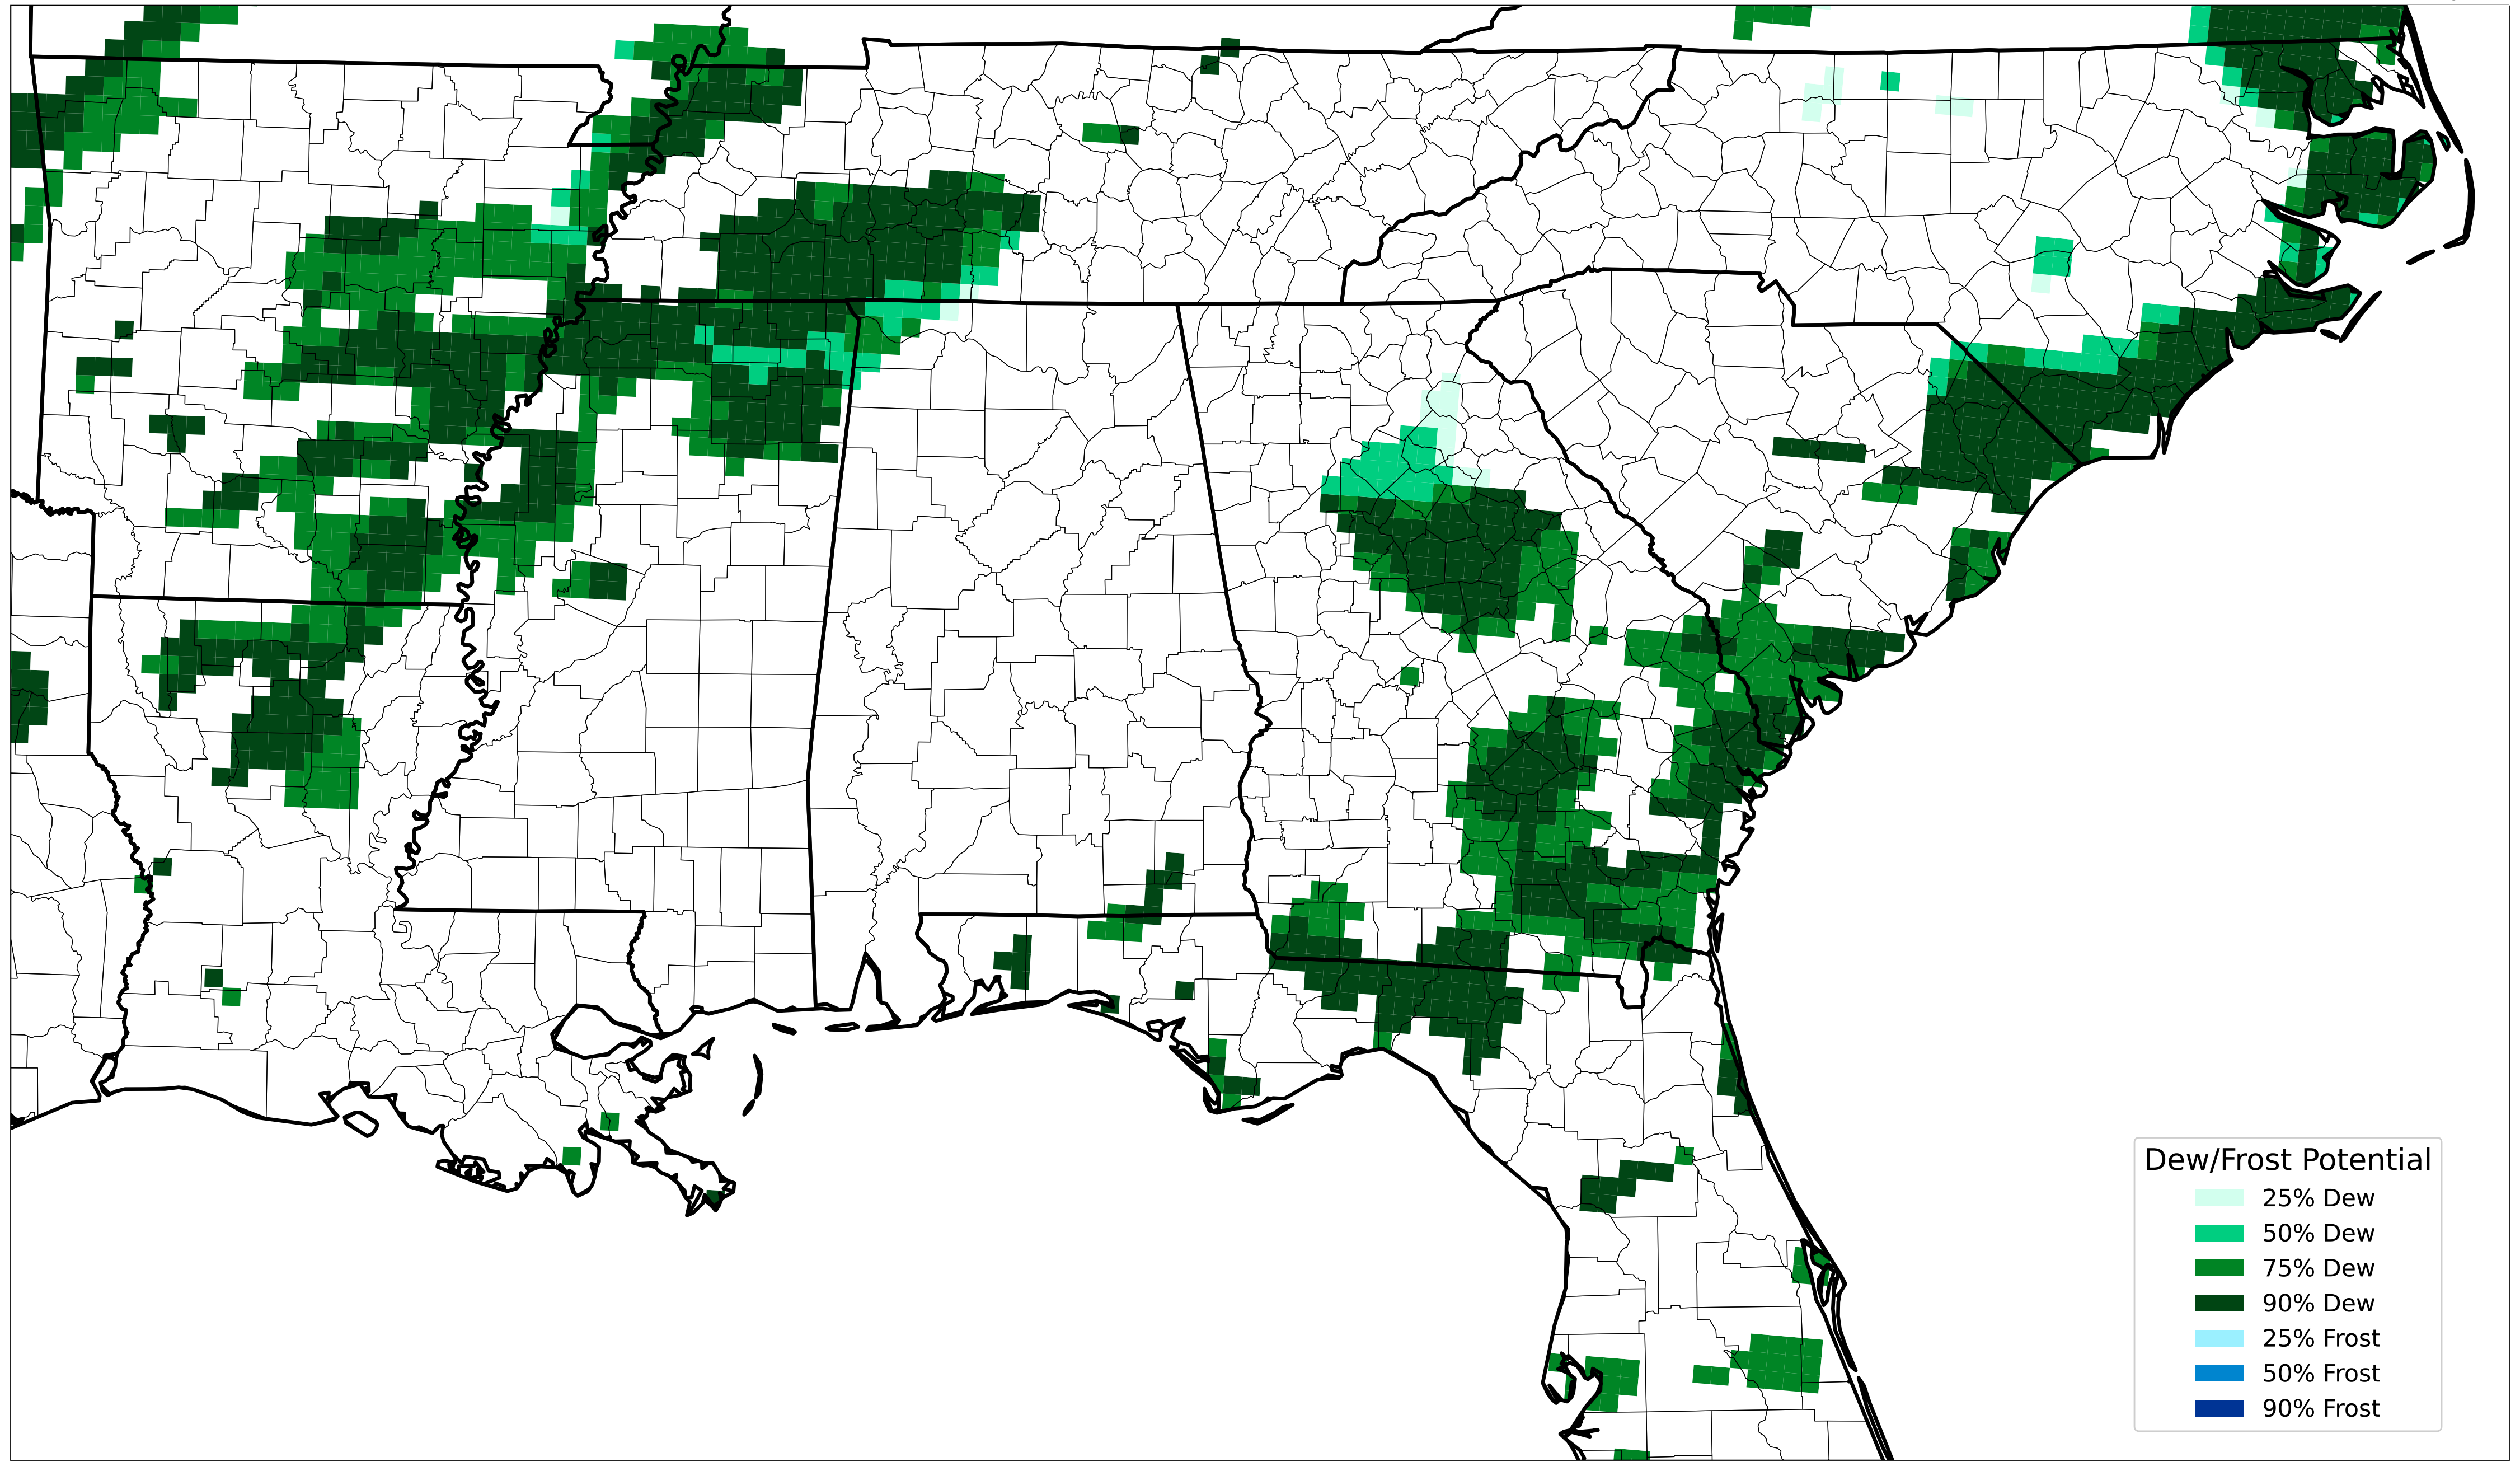 Dew/Frost Potential
25% Dew
50% Dew
75% Dew
90% Dew
25% Frost
50% Frost
90% Frost